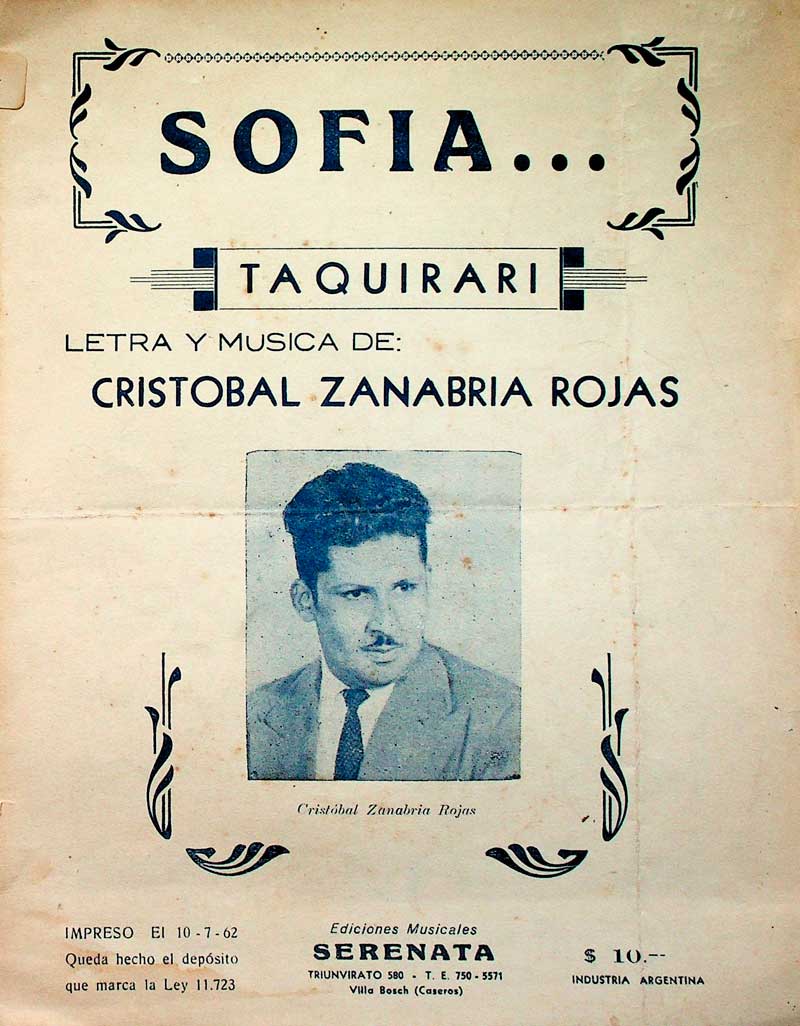 SOFIA...
TAQUIRARI
LETRA Y MUSICA DE:
CRISTOBAL ZANABRIA ROJAS
Cristóbal Zanabria Rojas
IMPRESO El 10-7-62
Queda hecho el depósito
que marca la Ley 11.723
Ediciones Musicales
SERENATA
TRIUNVIRATO 580 - T. E. 750-5571
Villa Bosch (Caseros)
$ 10.--
INDUSTRIA ARGENTINA